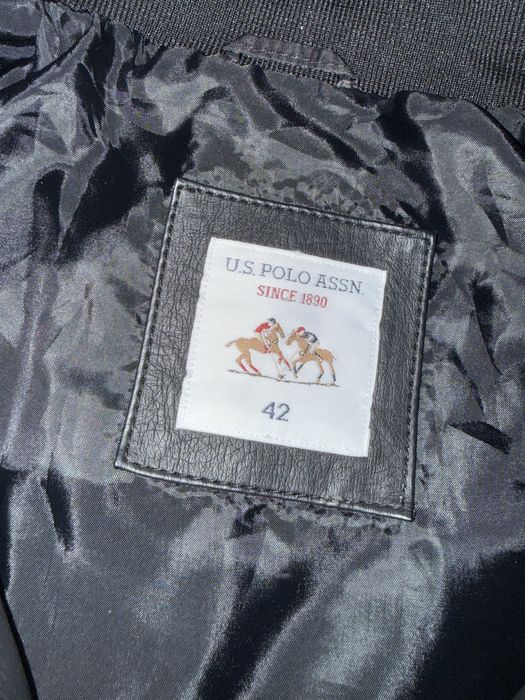 U.S. POLO ASSN.
SINCE 1890
42